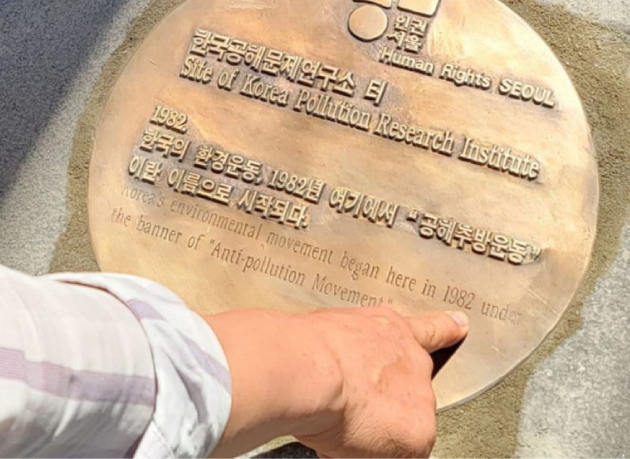 인권
서울
Human Rights SEOUL
한국공해문제연구소 터
Site of Korea Pollution Research Institute
1982.
한국의 환경운동, 1982년 여기에서 "공해추방운동"
이란 이름으로 시작되다.
Korea's environmental movement began here in 1982 under
the banner of "Anti-pollution Movement"